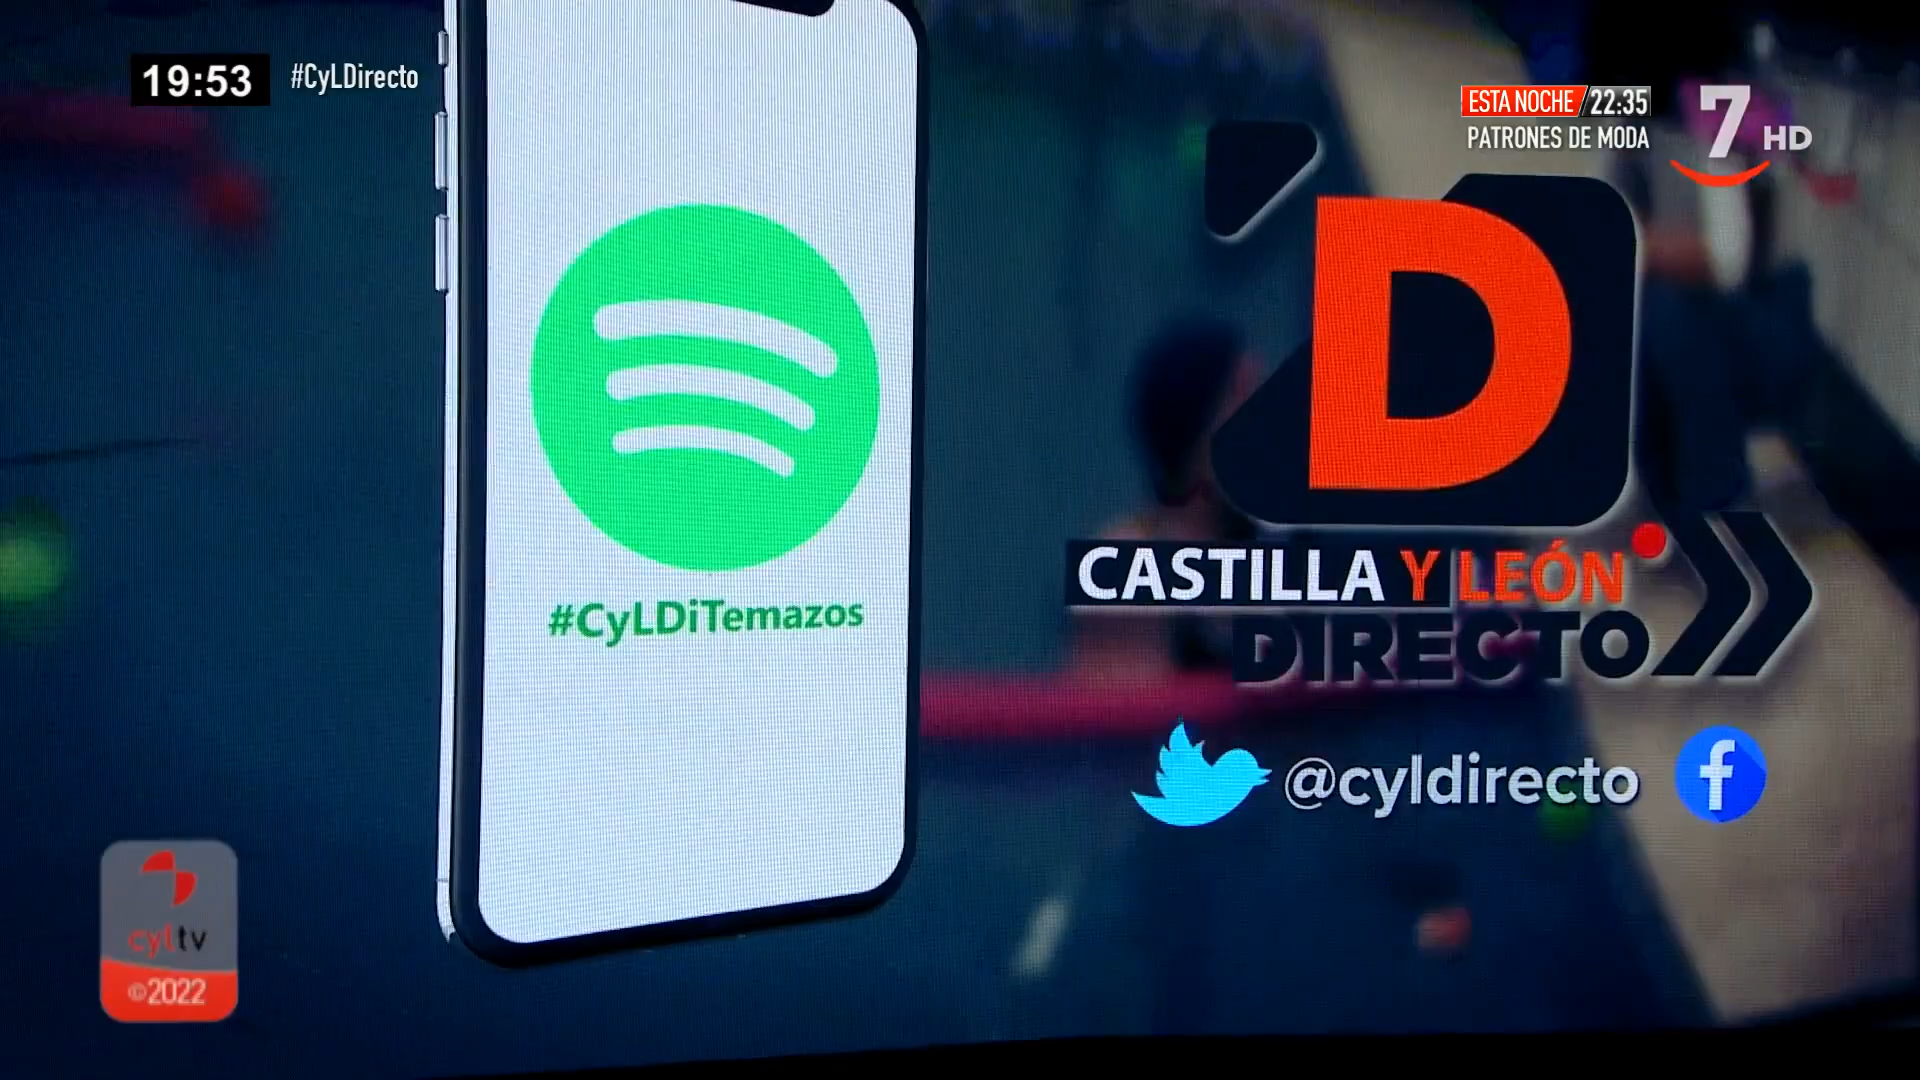 19:53
#CyLDirecto
ESTA NOCHE 22:35
PATRONES DE MODA
7 HD
D
CASTILLA Y LEÓN
DIRECTO
#CyLDiTemazos
@cyldirecto
f
cyltv
©2022